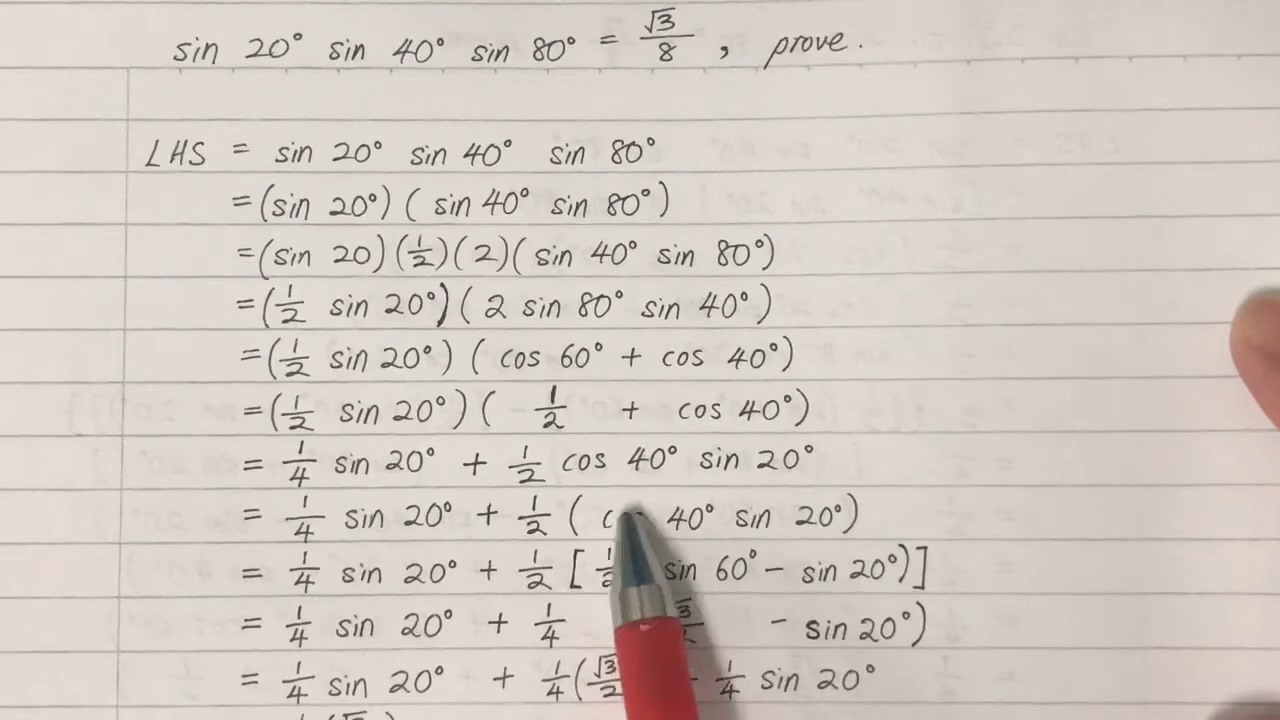 sin 20° sin 40° sin 80° = √3/8 , prove.
LHS = sin 20° sin 40° sin 80°
= (sin 20°) ( sin 40° sin 80°)
= (sin 20) (1/2) (2) ( sin 40° sin 80°)
= (1/2 sin 20°) ( 2 sin 80° sin 40°)
= (1/2 sin 20°) (cos 60° + cos 40°)
= (1/2 sin 20°) ( 1/2 + cos 40°)
= 1/4 sin 20° + 1/2 cos 40° sin 20°
= 1/4 sin 20° + 1/2 ( 40° sin 20°)
= 1/4 sin 20° + 1/2 [ sin 60° - sin 20°)]
= 1/4 sin 20° + 1/4 - sin 20°)
= 1/4 sin 20° + 1/4 (√3/2 - 1/4 sin 20°